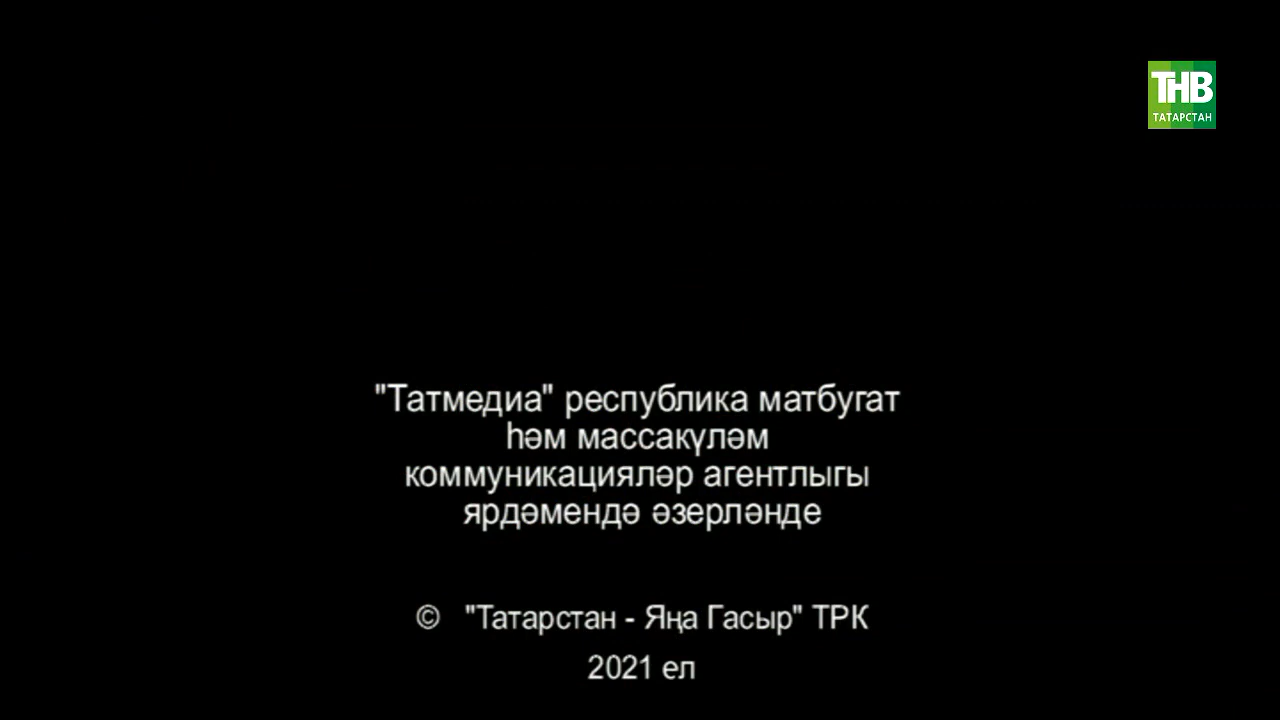 ТНВ
ТАТАРСТАН
"Татмедиа" республика матбугат
һәм массакүләм
коммуникацияләр агентлыгы
ярдәмендә әзерләнде
© "Татарстан - Яңа Гасыр" ТРК
2021 ел